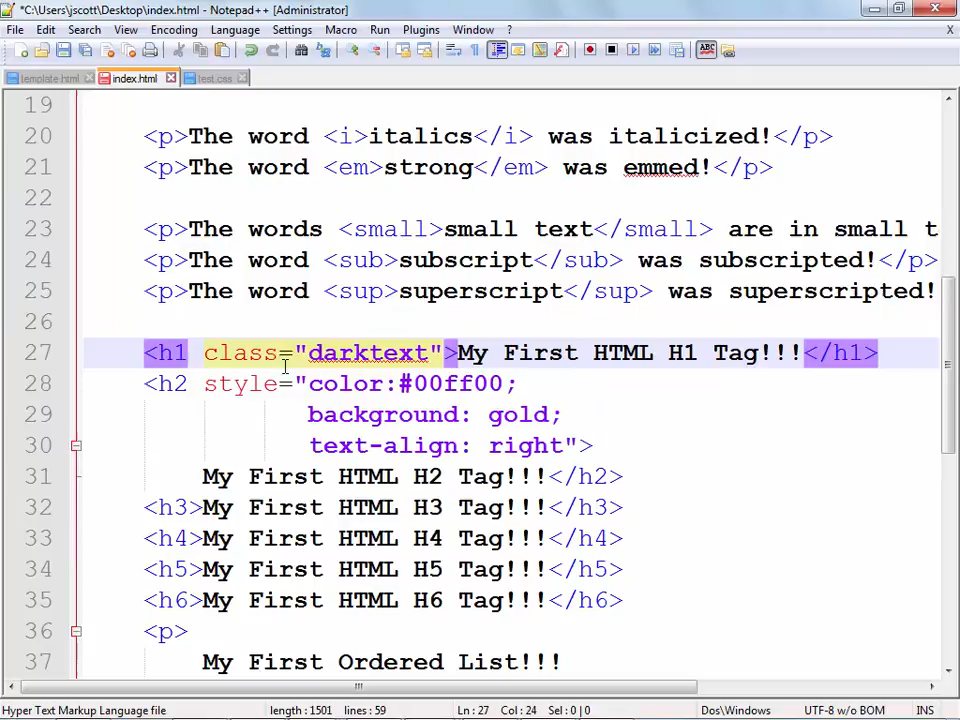 *C:\Users\jscott\Desktop\index.html - Notepad++ [Administrator]
File Edit Search View Encoding Language Settings Macro Run Plugins Window ? X
template.html index.html test.css
19
20 <p>The word <i>italics</i> was italicized!</p>
21 <p>The word <em>strong</em> was emmed!</p>
22
23 <p>The words <small>small text</small> are in small t
24 <p>The word <sub>subscript</sub> was subscripted!</p>
25 <p>The word <sup>superscript</sup> was superscripted!
26
27 <h1 class="darktext">My First HTML H1 Tag!!!</h1>
28 <h2 style="color:#00ff00;
29 background: gold;
30 text-align: right">
31 My First HTML H2 Tag!!!</h2>
32 <h3>My First HTML H3 Tag!!!</h3>
33 <h4>My First HTML H4 Tag!!!</h4>
34 <h5>My First HTML H5 Tag!!!</h5>
35 <h6>My First HTML H6 Tag!!!</h6>
36 <p>
37 My First Ordered List!!!
Hyper Text Markup Language file length : 1501 lines : 59 Ln : 27 Col : 24 Sel : 0 | 0 Dos\Windows UTF-8 w/o BOM INS